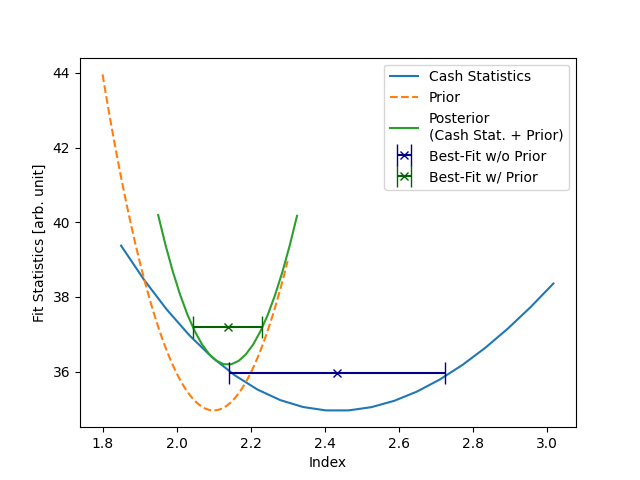 44
42
40
38
36
Fit Statistics [arb. unit]
Cash Statistics
Prior
Posterior
(Cash Stat. + Prior)
Best-Fit w/o Prior
Best-Fit w/ Prior
1.8 2.0 2.2 2.4 2.6 2.8 3.0
Index